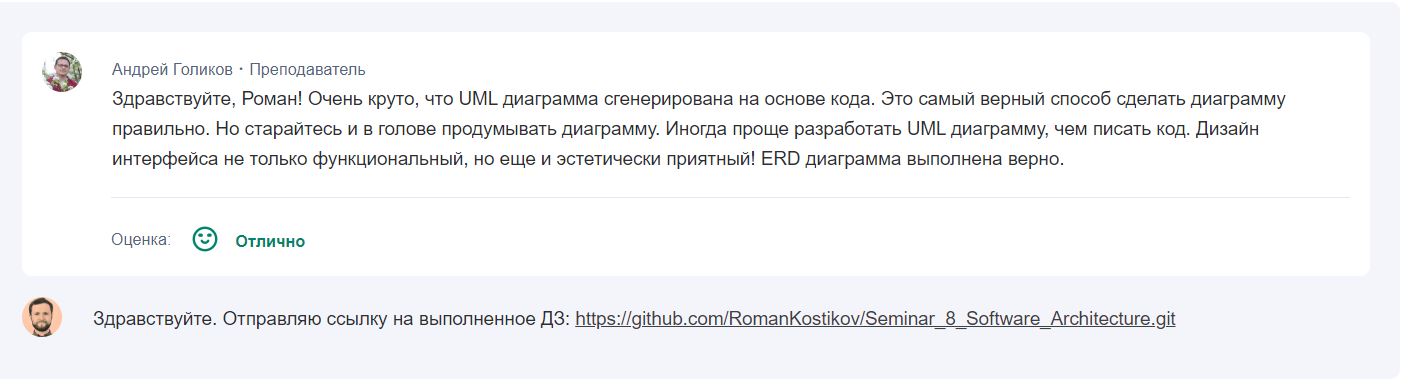 Андрей Голиков · Преподаватель
Здравствуйте, Роман! Очень круто, что UML диаграмма сгенерирована на основе кода. Это самый верный способ сделать диаграмму
правильно. Но старайтесь и в голове продумывать диаграмму. Иногда проще разработать UML диаграмму, чем писать код. Дизайн
интерфейса не только функциональный, но еще и эстетически приятный! ERD диаграмма выполнена верно.
Оценка: Отлично
Здравствуйте. Отправляю ссылку на выполненное ДЗ: https://github.com/RomanKostikov/Seminar_8_Software_Architecture.git